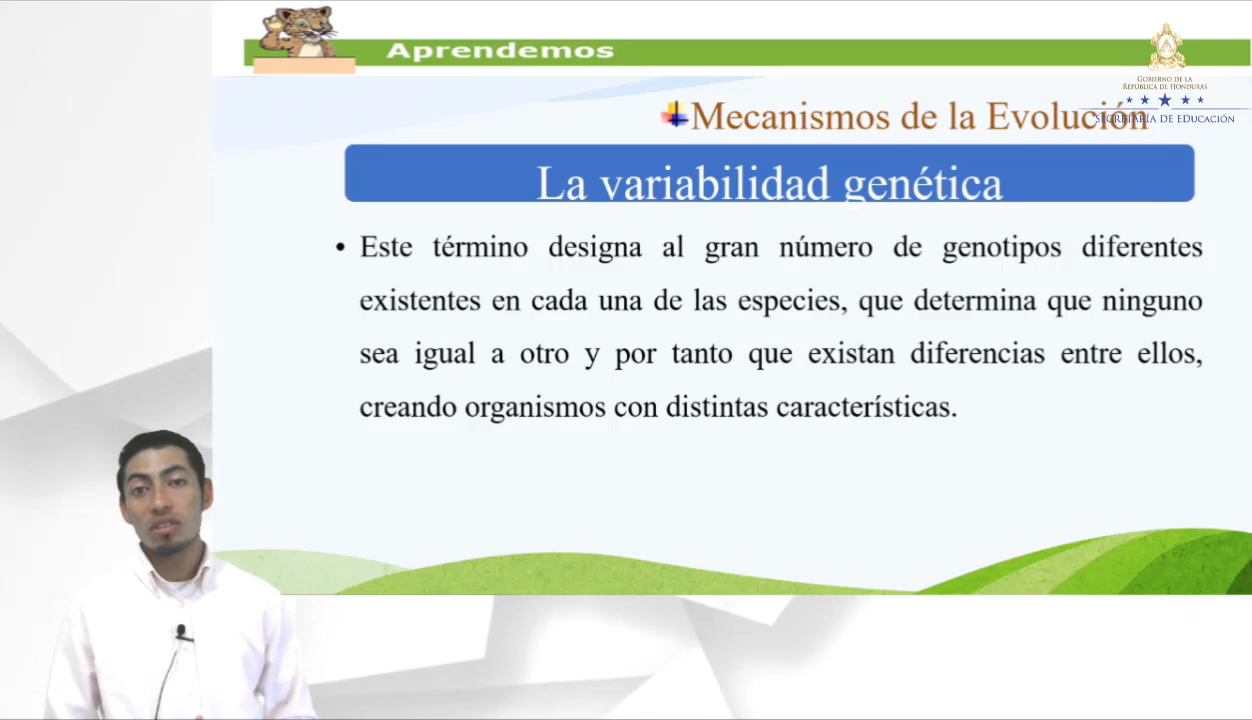 Aprendemos
GOBIERNO DE LA
REPÚBLICA DE HONDURAS
SECRETARÍA DE EDUCACIÓN
Mecanismos de la Evolución
La variabilidad genética
• Este término designa al gran número de genotipos diferentes
existentes en cada una de las especies, que determina que ninguno
sea igual a otro y por tanto que existan diferencias entre ellos,
creando organismos con distintas características.